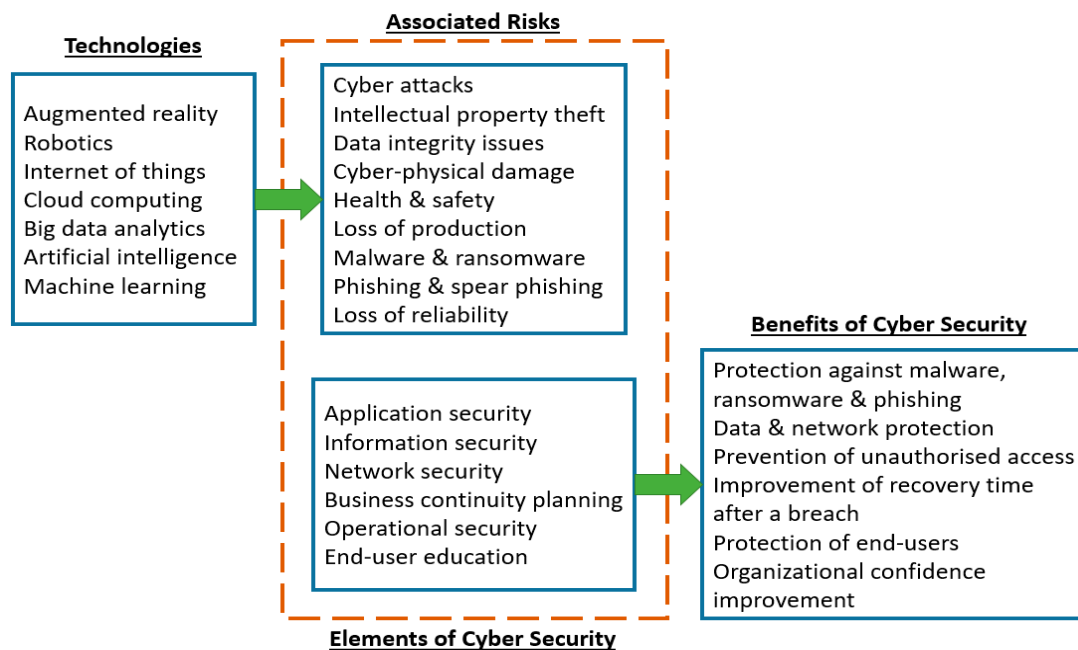 Technologies
Augmented reality
Robotics
Internet of things
Cloud computing
Big data analytics
Artificial intelligence
Machine learning
Associated Risks
Cyber attacks
Intellectual property theft
Data integrity issues
Cyber-physical damage
Health & safety
Loss of production
Malware & ransomware
Phishing & spear phishing
Loss of reliability
Application security
Information security
Network security
Business continuity planning
Operational security
End-user education
Elements of Cyber Security
Benefits of Cyber Security
Protection against malware,
ransomware & phishing
Data & network protection
Prevention of unauthorised access
Improvement of recovery time
after a breach
Protection of end-users
Organizational confidence
improvement